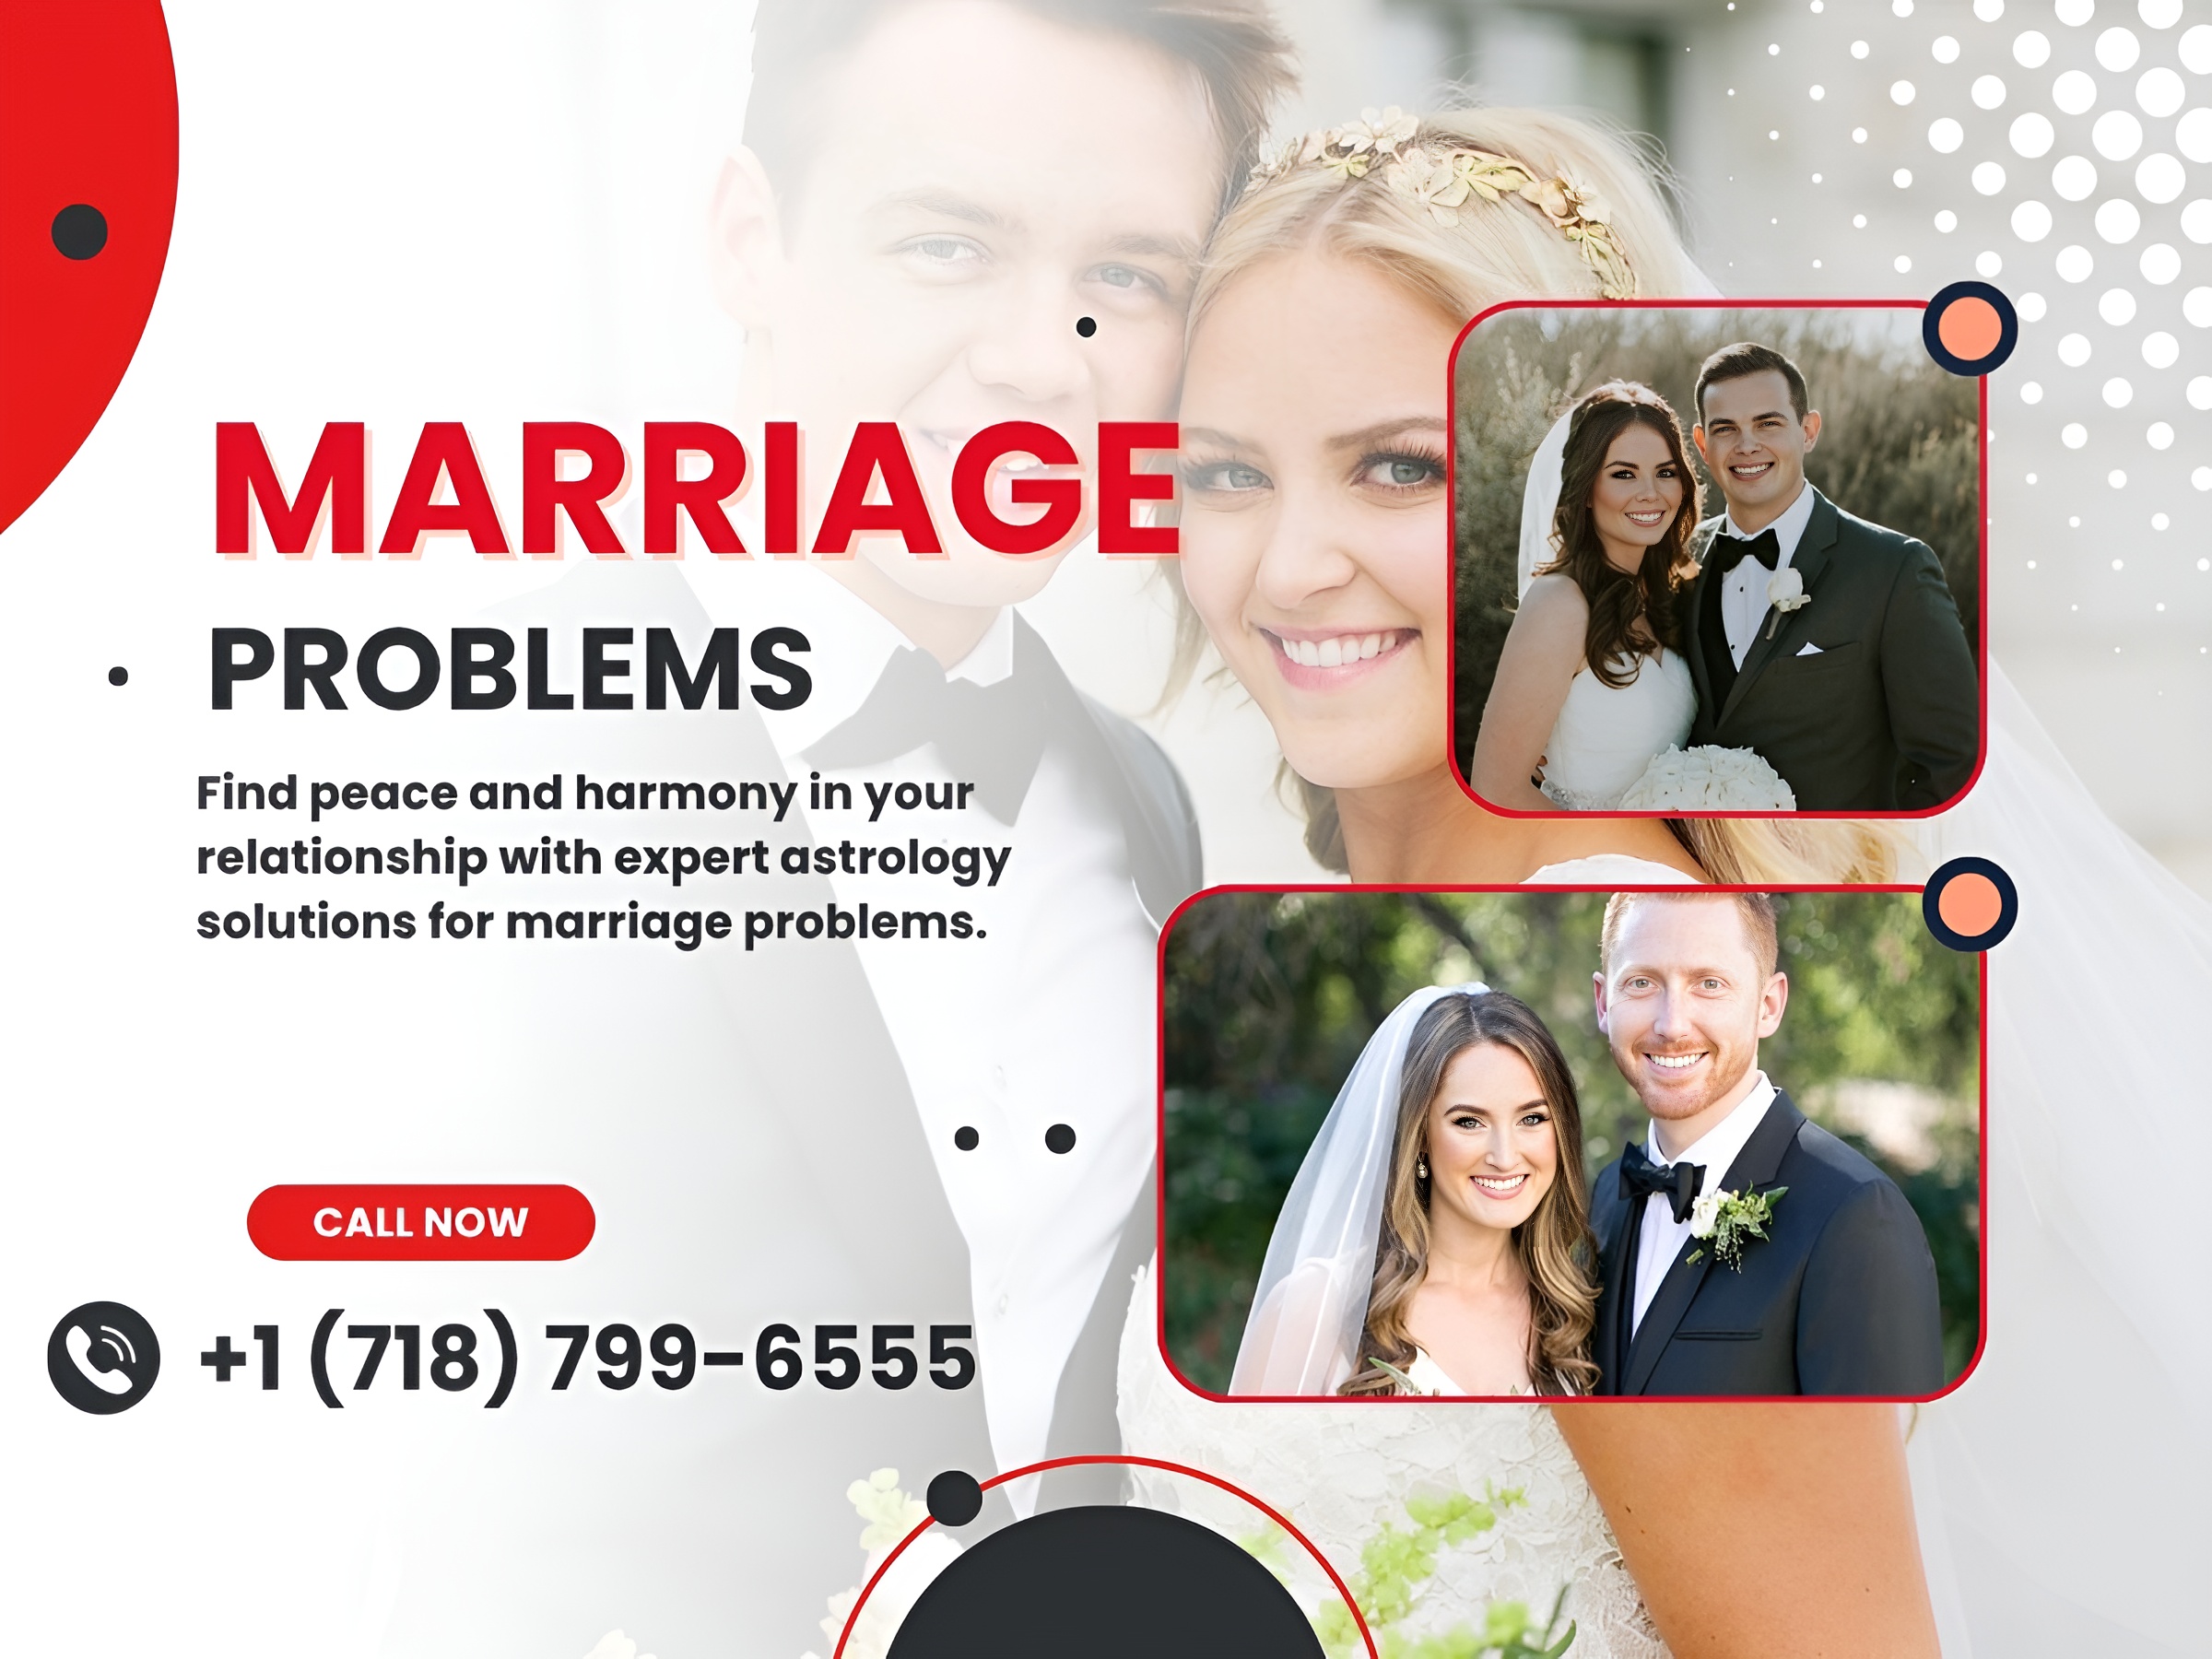 MARRIAGE
PROBLEMS
Find peace and harmony in your
relationship with expert astrology
solutions for marriage problems.
CALL NOW
+1 (718) 799-6555